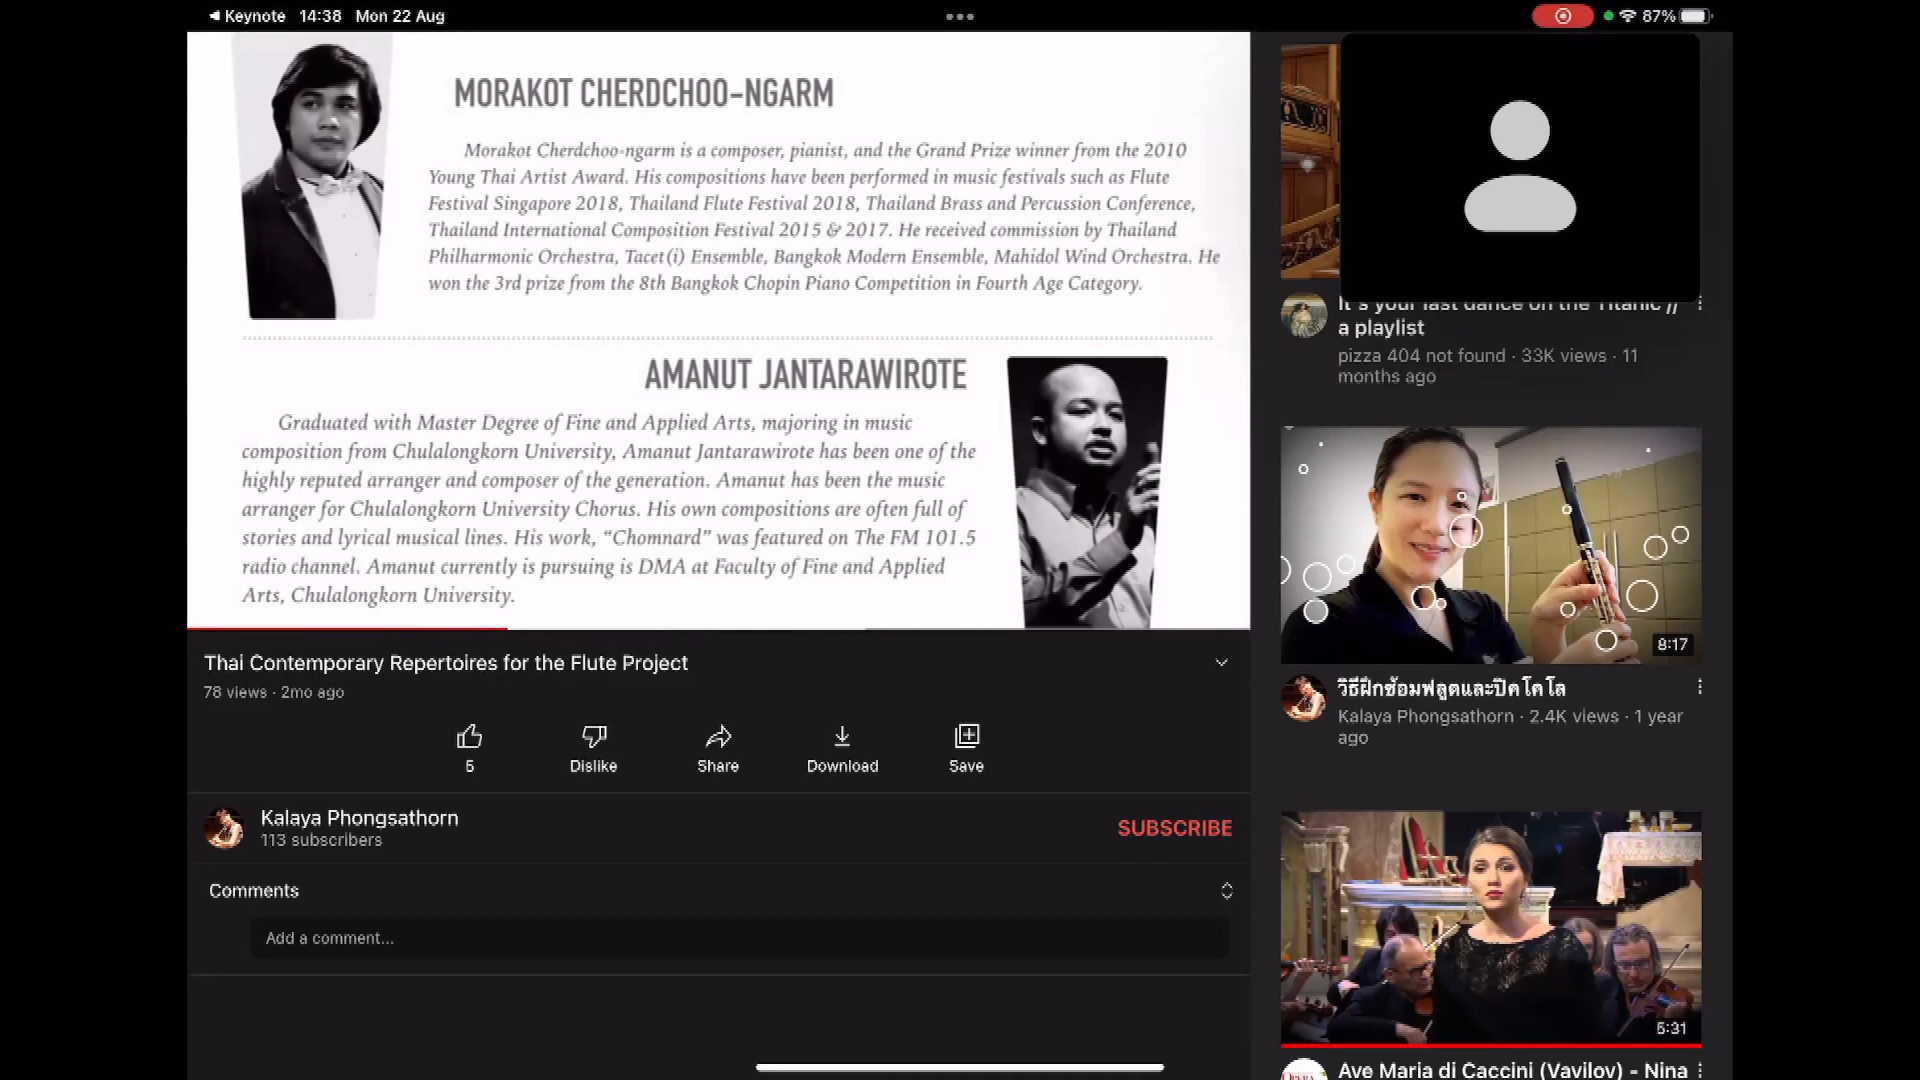 Keynote 14:38 Mon 22 Aug
87%
MORAKOT CHERDCHOO-NGARM
Morakot Cherdchoo-ngarm is a composer, pianist, and the Grand Prize winner from the 2010
Young Thai Artist Award. His compositions have been performed in music festivals such as Flute
Festival Singapore 2018, Thailand Flute Festival 2018, Thailand Brass and Percussion Conference,
Thailand International Composition Festival 2015 & 2017. He received commission by Thailand
Philharmonic Orchestra, Tacet(i) Ensemble, Bangkok Modern Ensemble, Mahidol Wind Orchestra. He
won the 3rd prize from the 8th Bangkok Chopin Piano Competition in Fourth Age Category.
AMANUT JANTARAWIROTE
Graduated with Master Degree of Fine and Applied Arts, majoring in music
composition from Chulalongkorn University, Amanut Jantarawirote has been one of the
highly reputed arranger and composer of the generation. Amanut has been the music
arranger for Chulalongkorn University Chorus. His own compositions are often full of
stories and lyrical musical lines. His work, “Chomnard” was featured on The FM 101.5
radio channel. Amanut currently is pursuing is DMA at Faculty of Fine and Applied
Arts, Chulalongkorn University.
Thai Contemporary Repertoires for the Flute Project
78 views · 2mo ago
5 Dislike Share Download Save
Kalaya Phongsathorn
113 subscribers
SUBSCRIBE
Comments
Add a comment...
It's your last dance on the Titanic //
a playlist
pizza 404 not found · 33K views · 11
months ago
8:17
วิธีฝึกซ้อมฟลูตและปิคโคโล
Kalaya Phongsathorn · 2.4K views · 1 year
ago
5:31
Ave Maria di Caccini (Vavilov) - Nina